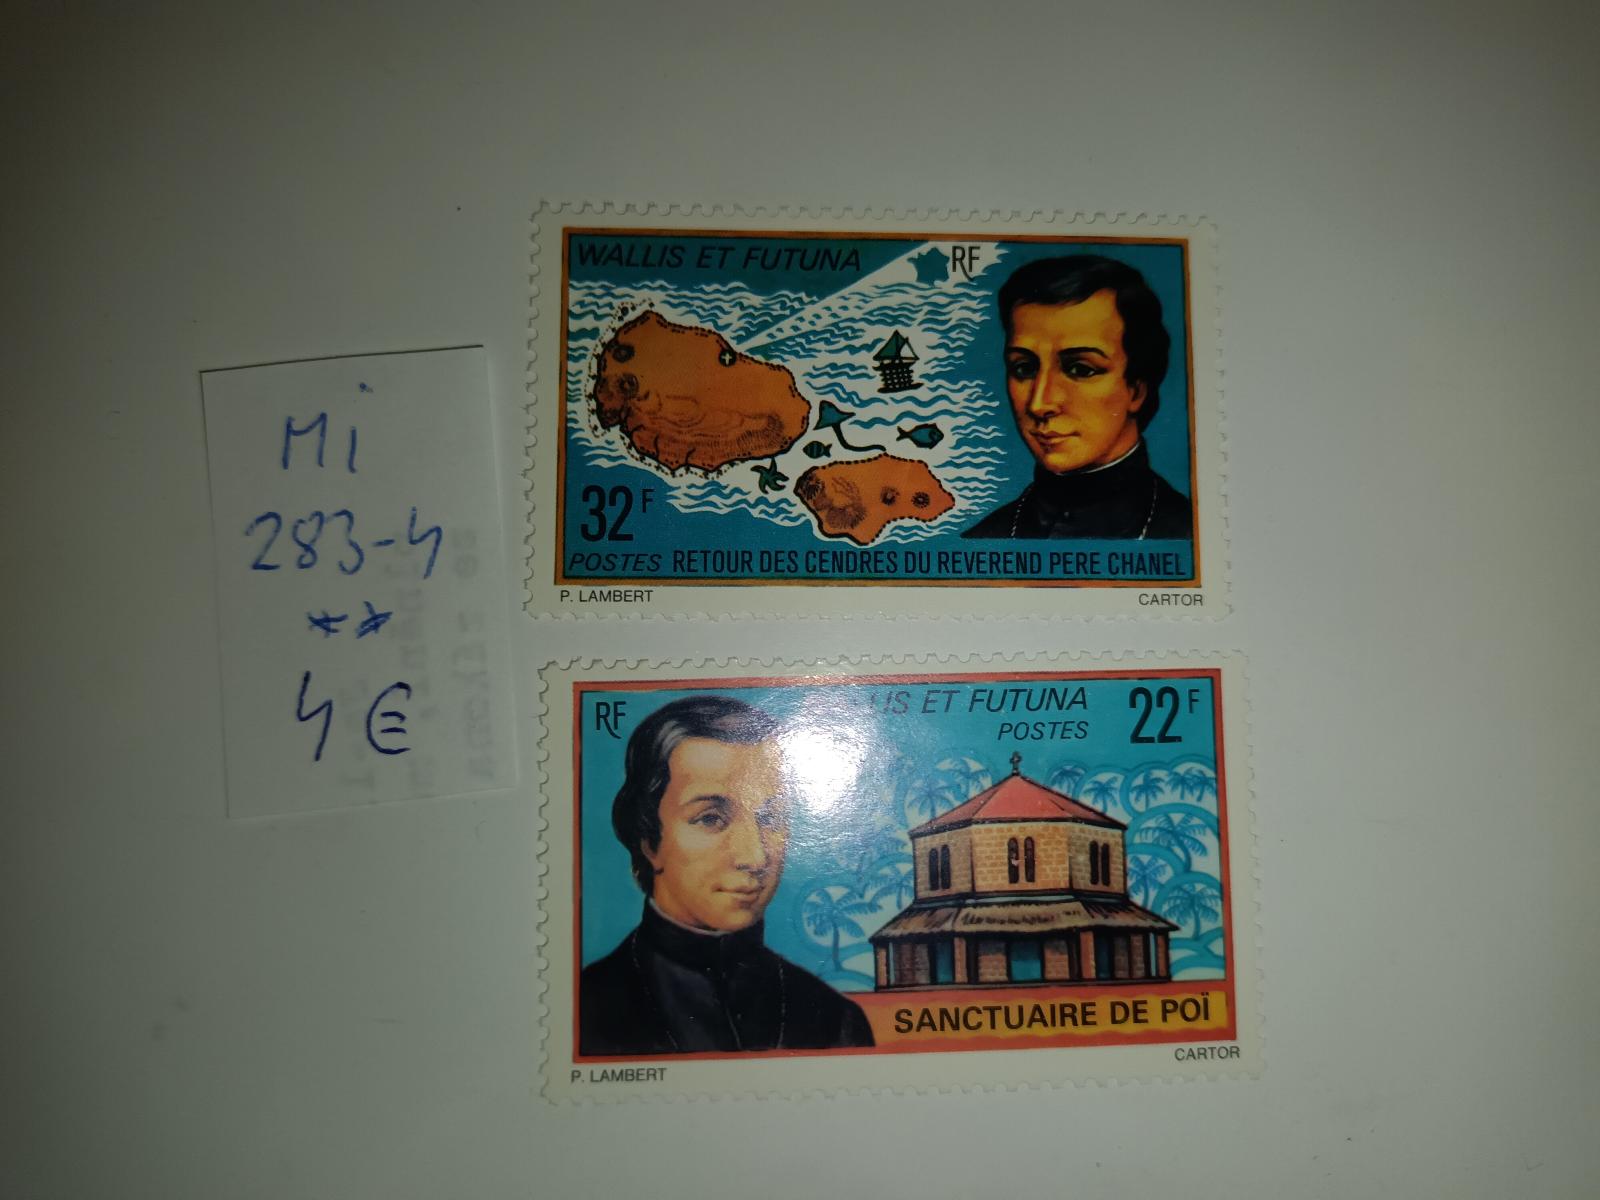 Mi
283-4
**
4 €
WALLIS ET FUTUNA RF
32F
POSTES RETOUR DES CENDRES DU REVEREND PERE CHANEL
P. LAMBERT CARTOR
RF LIS ET FUTUNA 22F
POSTES
SANCTUAIRE DE POÏ
P. LAMBERT CARTOR